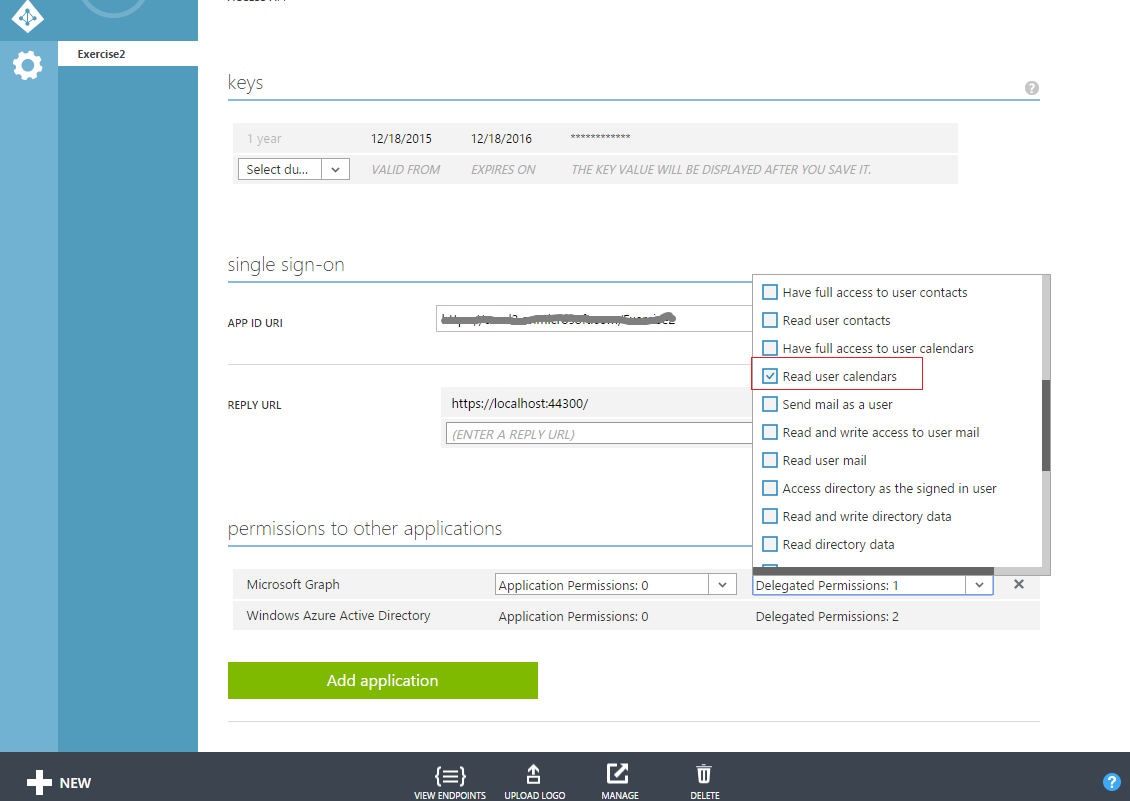 Exercise2
keys
1 year 12/18/2015 12/18/2016 ************
Select du... VALID FROM EXPIRES ON THE KEY VALUE WILL BE DISPLAYED AFTER YOU SAVE IT.
single sign-on
APP ID URI
REPLY URL https://localhost:44300/
(ENTER A REPLY URL)
Have full access to user contacts
Read user contacts
Have full access to user calendars
Read user calendars
Send mail as a user
Read and write access to user mail
Read user mail
Access directory as the signed in user
Read and write directory data
Read directory data
permissions to other applications
Microsoft Graph Application Permissions: 0 Delegated Permissions: 1
Windows Azure Active Directory Application Permissions: 0 Delegated Permissions: 2
Add application
NEW VIEW ENDPOINTS UPLOAD LOGO MANAGE DELETE ?